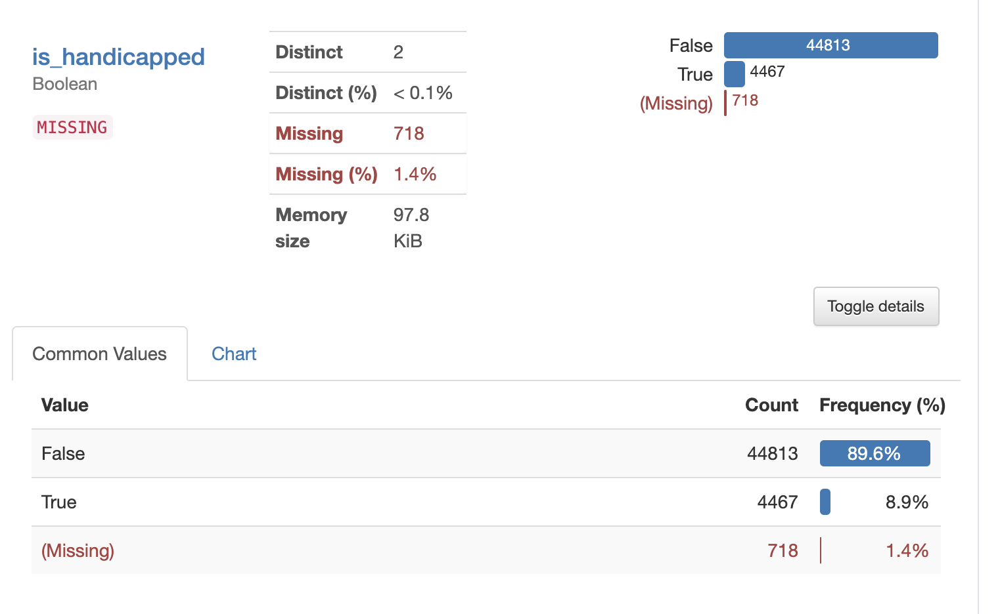 is_handicapped
Boolean
MISSING
Distinct 2
Distinct (%) < 0.1%
Missing 718
Missing (%) 1.4%
Memory size 97.8 KiB
False 44813
True 4467
(Missing) 718
Toggle details
Common Values Chart
Value Count Frequency (%)
False 44813 89.6%
True 4467 8.9%
(Missing) 718 1.4%